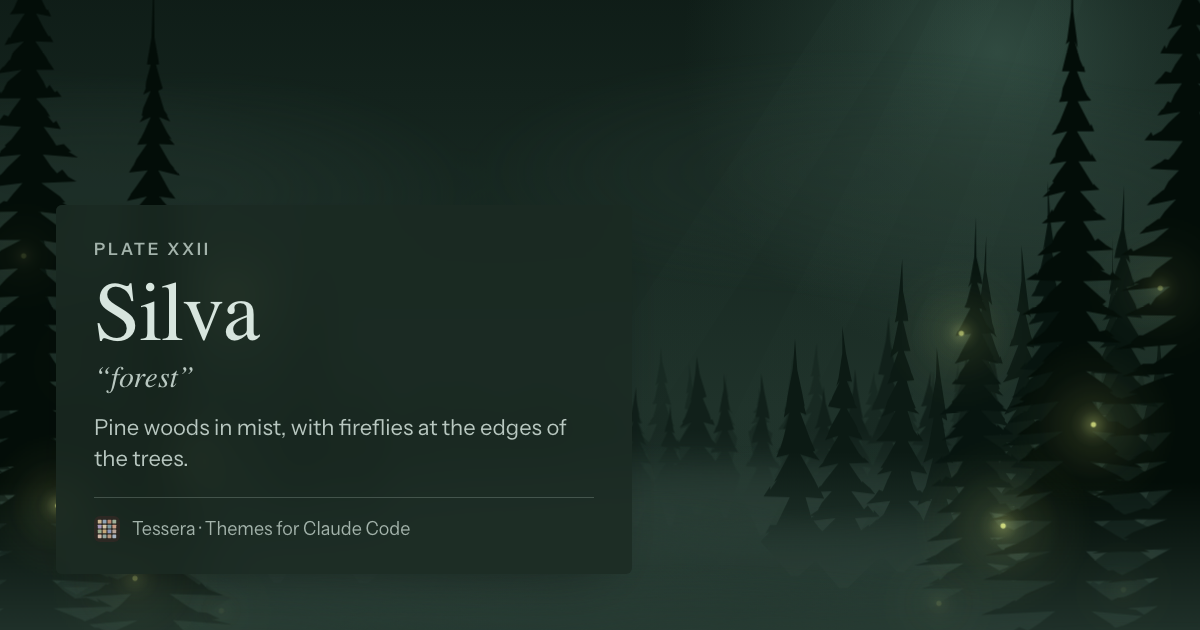 PLATE XXII
Silva
“forest”
Pine woods in mist, with fireflies at the edges of
the trees.
Tessera · Themes for Claude Code